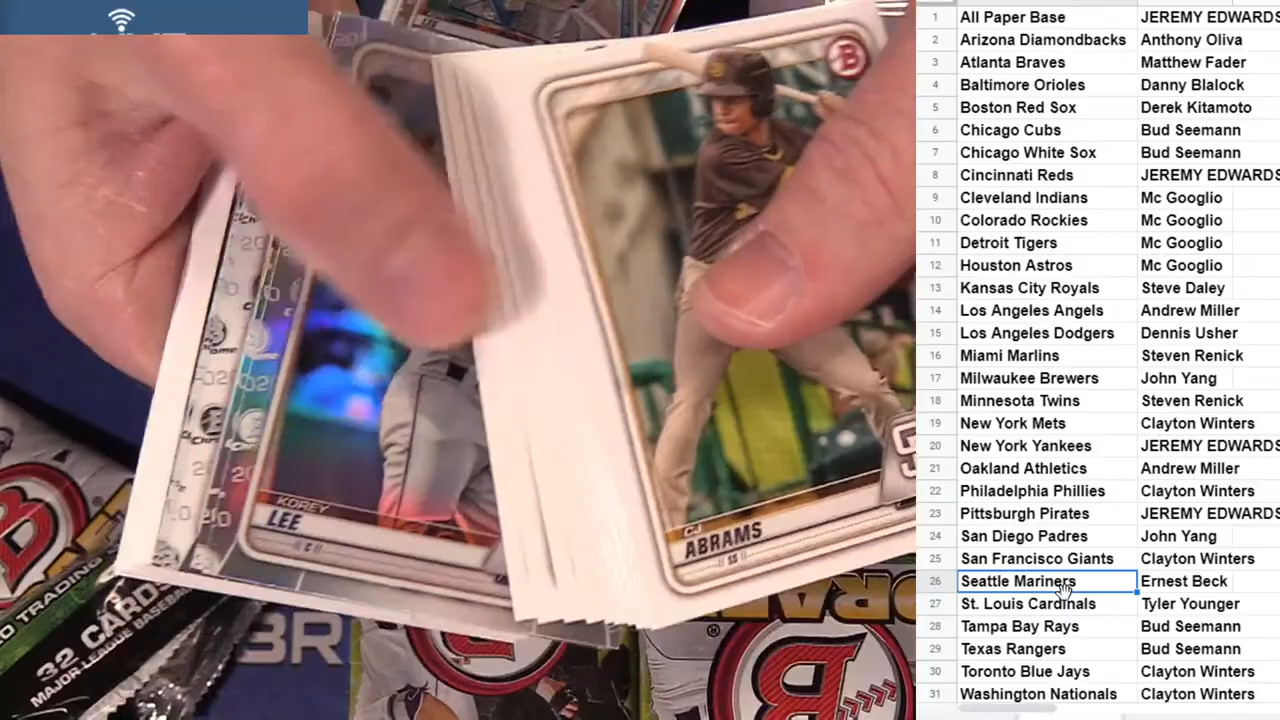 LEE
KOREY
LEE
C
CJ
ABRAMS
SS
B
32 CARDS
MAJOR LEAGUE BASEBALL
TRADING
1 All Paper Base JEREMY EDWARDS
2 Arizona Diamondbacks Anthony Oliva
3 Atlanta Braves Matthew Fader
4 Baltimore Orioles Danny Blalock
5 Boston Red Sox Derek Kitamoto
6 Chicago Cubs Bud Seemann
7 Chicago White Sox Bud Seemann
8 Cincinnati Reds JEREMY EDWARDS
9 Cleveland Indians Mc Googlio
10 Colorado Rockies Mc Googlio
11 Detroit Tigers Mc Googlio
12 Houston Astros Mc Googlio
13 Kansas City Royals Steve Daley
14 Los Angeles Angels Andrew Miller
15 Los Angeles Dodgers Dennis Usher
16 Miami Marlins Steven Renick
17 Milwaukee Brewers John Yang
18 Minnesota Twins Steven Renick
19 New York Mets Clayton Winters
20 New York Yankees JEREMY EDWARDS
21 Oakland Athletics Andrew Miller
22 Philadelphia Phillies Clayton Winters
23 Pittsburgh Pirates JEREMY EDWARDS
24 San Diego Padres John Yang
25 San Francisco Giants Clayton Winters
26 Seattle Mariners Ernest Beck
27 St. Louis Cardinals Tyler Younger
28 Tampa Bay Rays Bud Seemann
29 Texas Rangers Bud Seemann
30 Toronto Blue Jays Clayton Winters
31 Washington Nationals Clayton Winters